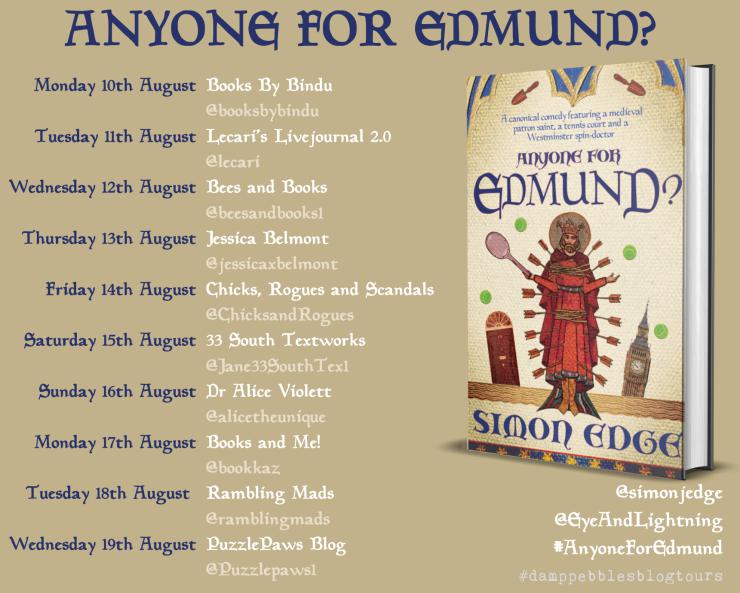 ANYONE FOR EDMUND?
Monday 10th August Books By Bindu
@booksbybindu
Tuesday 11th August Lecari's Livejournal 2.0
@lecari
Wednesday 12th August Bees and Books
@beesandbooks1
Thursday 13th August Jessica Belmont
@jessicaxbelmont
Friday 14th August Chicks, Rogues and Scandals
@ChicksandRogues
Saturday 15th August 33 South Textworks
@Jane33SouthTex1
Sunday 16th August Dr Alice Violett
@alicetheunique
Monday 17th August Books and Me!
@bookkaz
Tuesday 18th August Rambling Mads
@ramblingmads
Wednesday 19th August PuzzlePaws Blog
@Puzzlepaws1
A canonical comedy featuring a medieval
patron saint, a tennis court and a
Westminster spin-doctor
ANYONE FOR
EDMUND?
SIMON EDGE
@simonjedge
@EyeAndLightning
#AnyoneForEdmund
#damppebblesblogtours